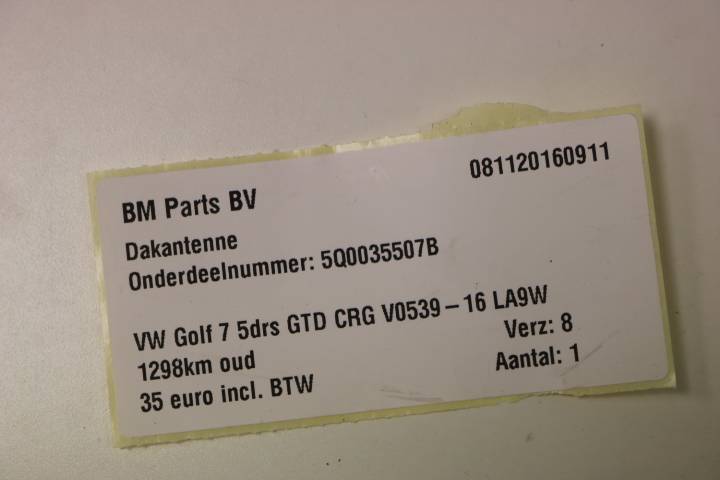 BM Parts BV 081120160911
Dakantenne
Onderdeelnummer: 5Q0035507B
VW Golf 7 5drs GTD CRG V0539-16 LA9W
1298km oud Verz: 8
35 euro incl. BTW Aantal: 1